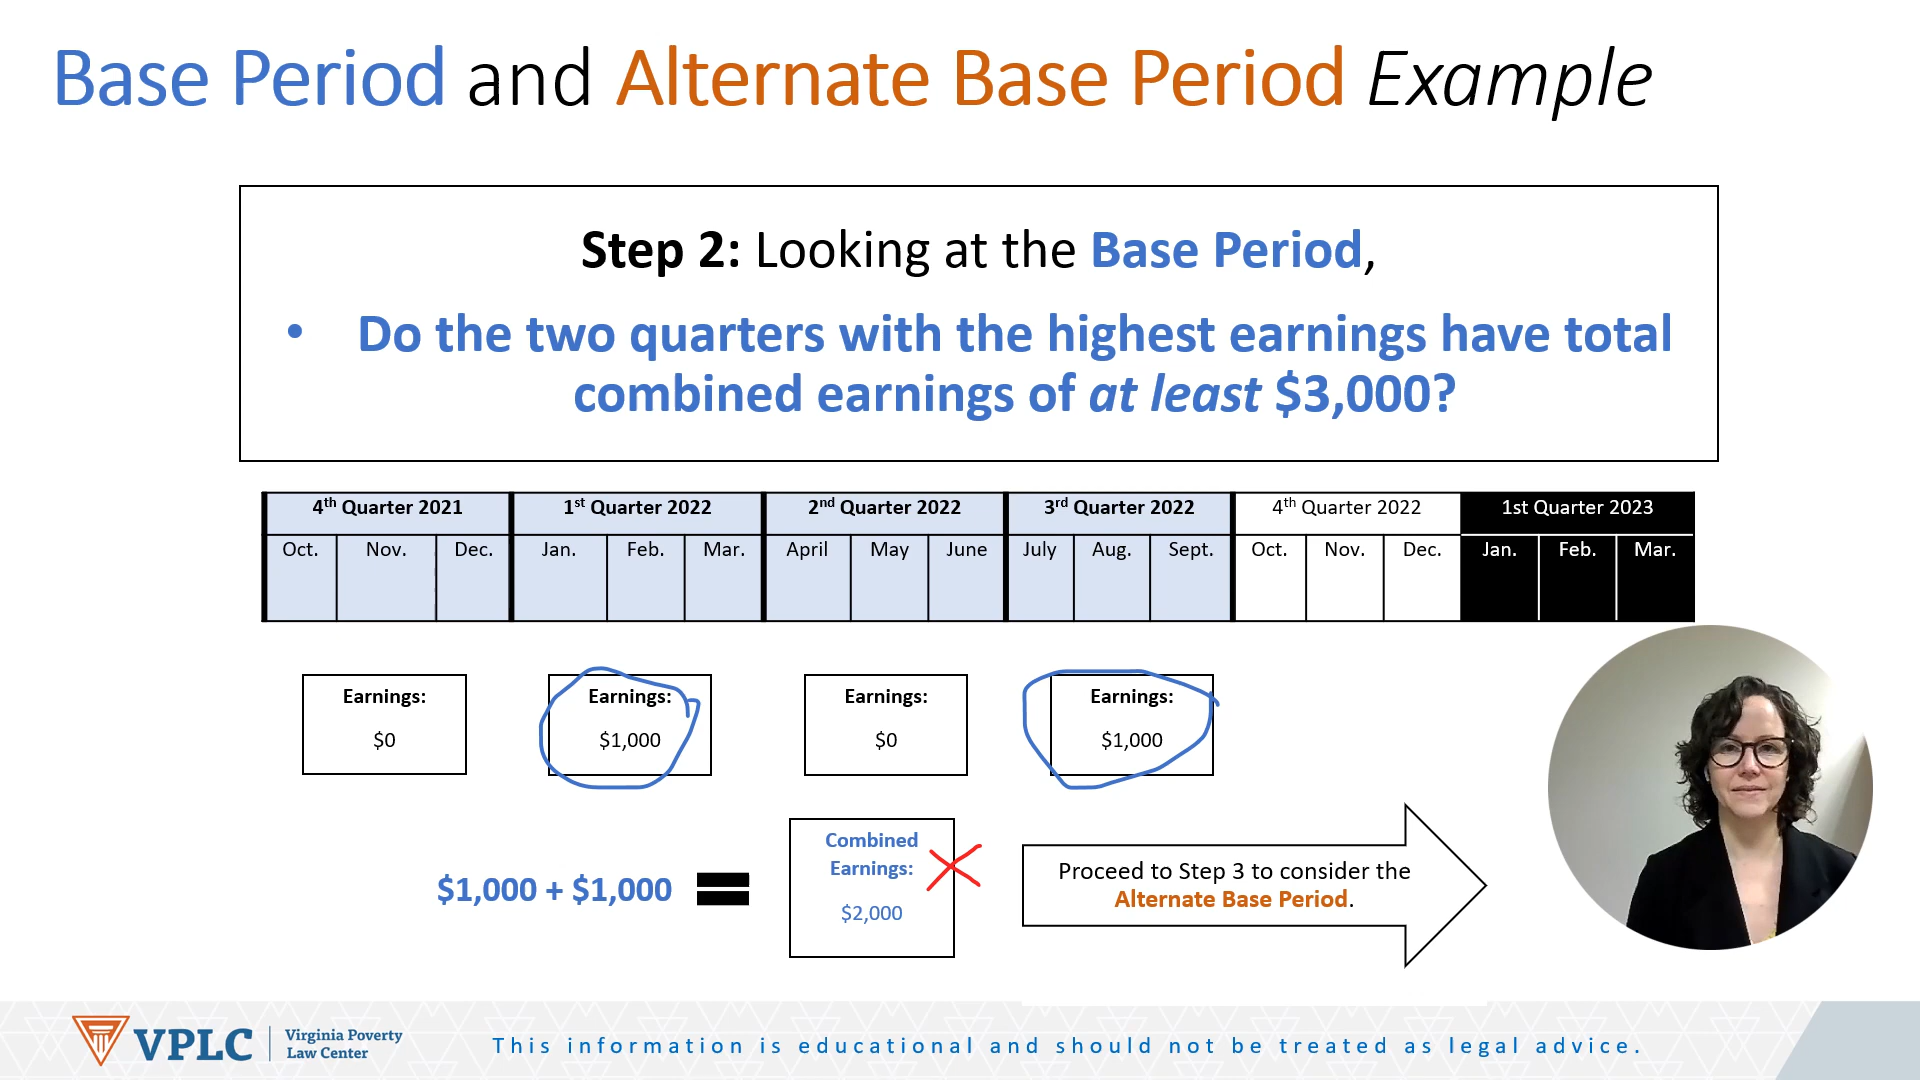 Base Period and Alternate Base Period Example
Step 2: Looking at the Base Period,
• Do the two quarters with the highest earnings have total
combined earnings of at least $3,000?
4th Quarter 2021 1st Quarter 2022 2nd Quarter 2022 3rd Quarter 2022 4th Quarter 2022 1st Quarter 2023
Oct. Nov. Dec. Jan. Feb. Mar. April May June July Aug. Sept. Oct. Nov. Dec. Jan. Feb. Mar.
Earnings: Earnings: Earnings: Earnings:
$0 $1,000 $0 $1,000
Combined
Earnings:
$1,000 + $1,000 =
$2,000
Proceed to Step 3 to consider the
Alternate Base Period.
VPLC
Virginia Poverty
Law Center
This information is educational and should not be treated as legal advice.